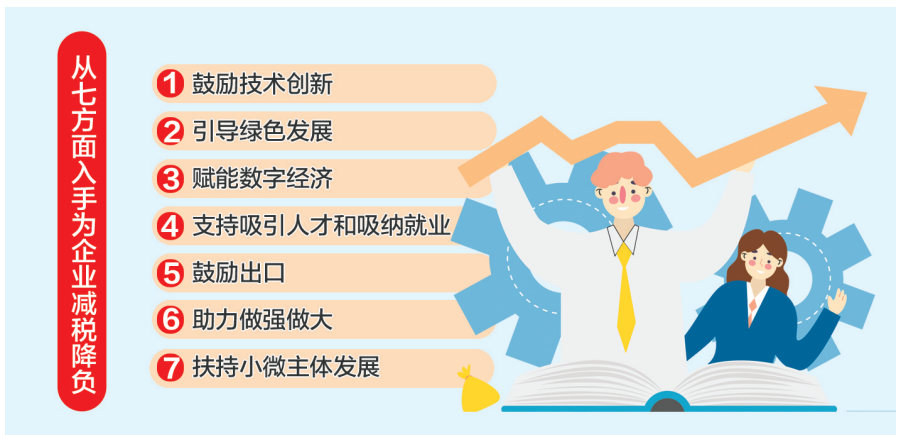 从七方面入手为企业减税降负
1 鼓励技术创新
2 引导绿色发展
3 赋能数字经济
4 支持吸引人才和吸纳就业
5 鼓励出口
6 助力做强做大
7 扶持小微主体发展